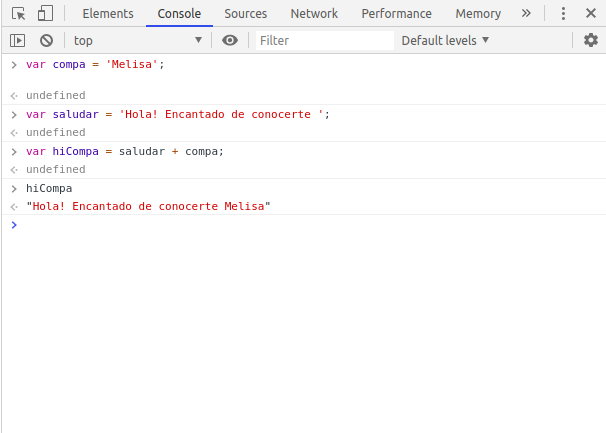 Elements Console Sources Network Performance Memory »
top Filter Default levels
> var compa = 'Melisa';
undefined
> var saludar = 'Hola! Encantado de conocerte ';
undefined
> var hiCompa = saludar + compa;
undefined
> hiCompa
"Hola! Encantado de conocerte Melisa"
>